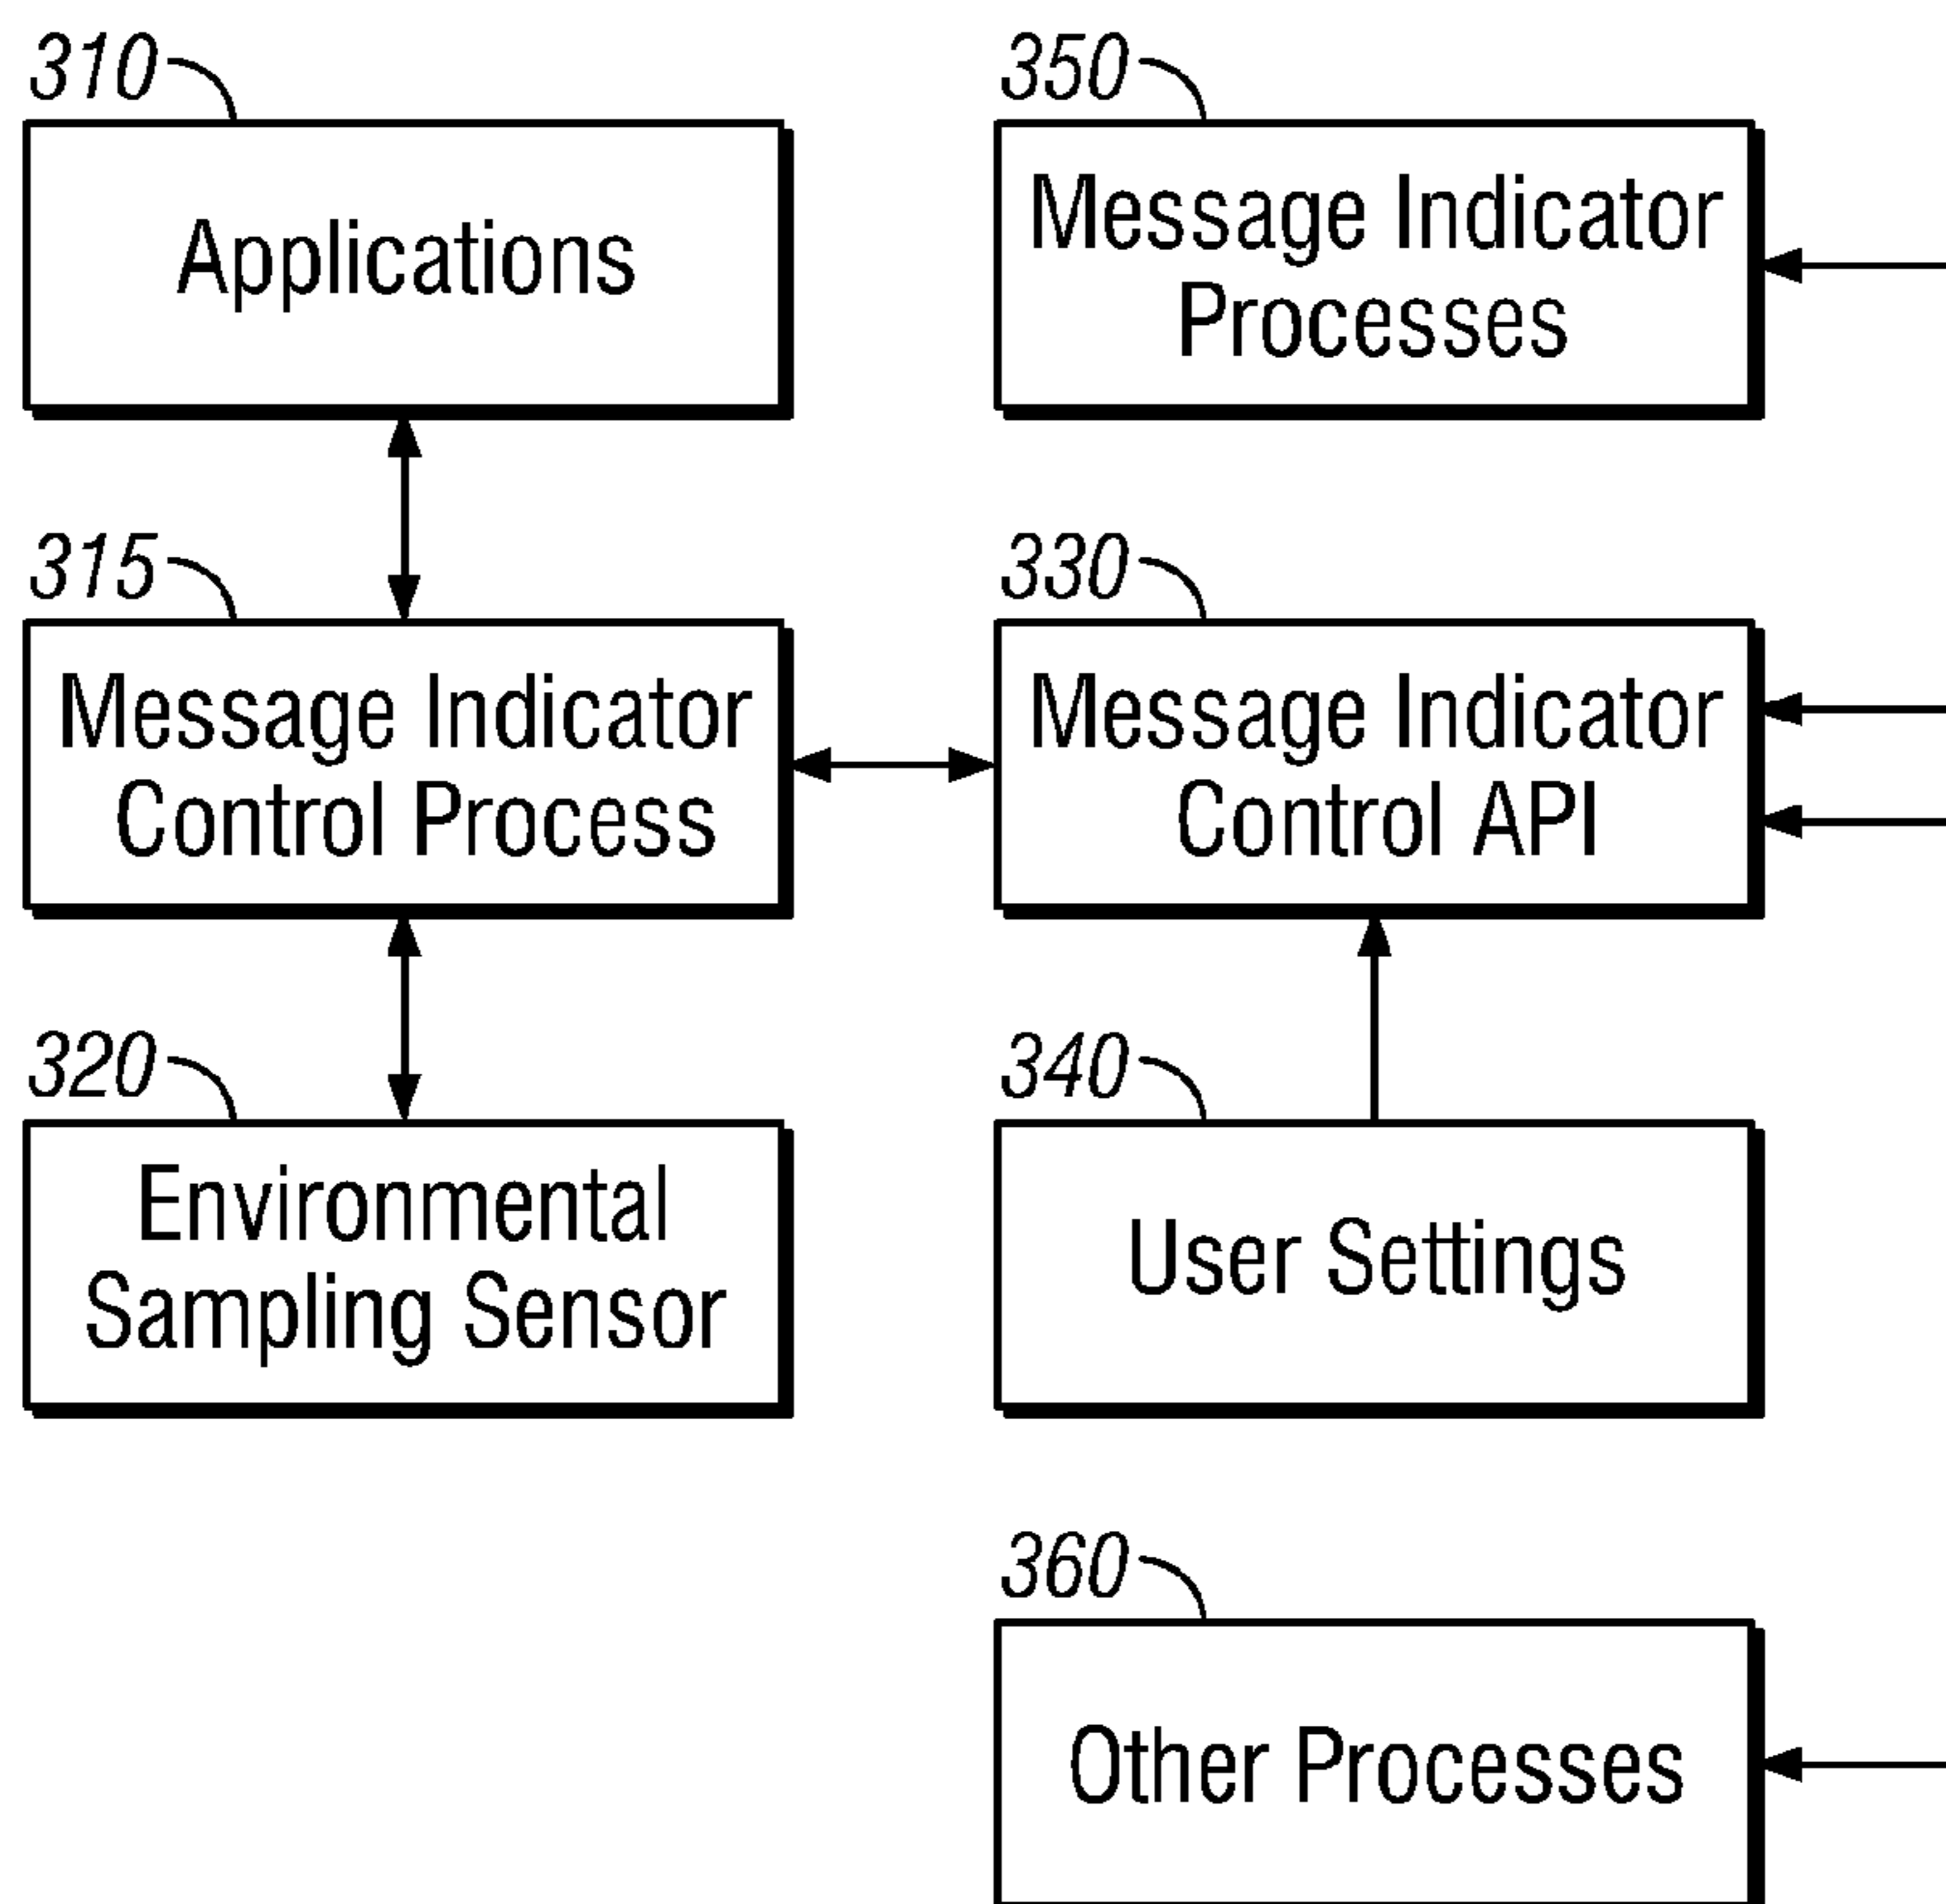 310
Applications
350
Message Indicator
Processes
315
Message Indicator
Control Process
330
Message Indicator
Control API
320
Environmental
Sampling Sensor
340
User Settings
360
Other Processes